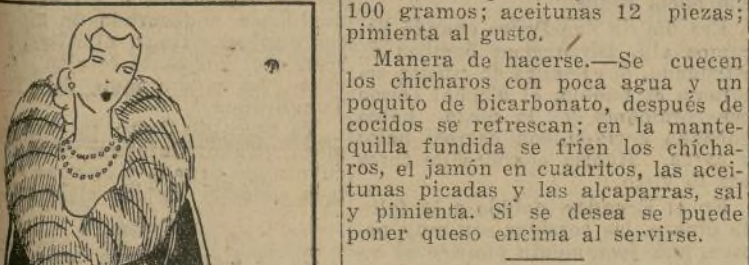 100 gramos; aceitunas 12 piezas;
pimienta al gusto.
Manera de hacerse.—Se cuecen
los chícharos con poca agua y un
poquito de bicarbonato, después de
cocidos se refrescan; en la mante-
quilla fundida se fríen los chícha-
ros, el jamón en cuadritos, las acei-
tunas picadas y las alcaparras, sal
y pimienta. Si se desea se puede
poner queso encima al servirse.